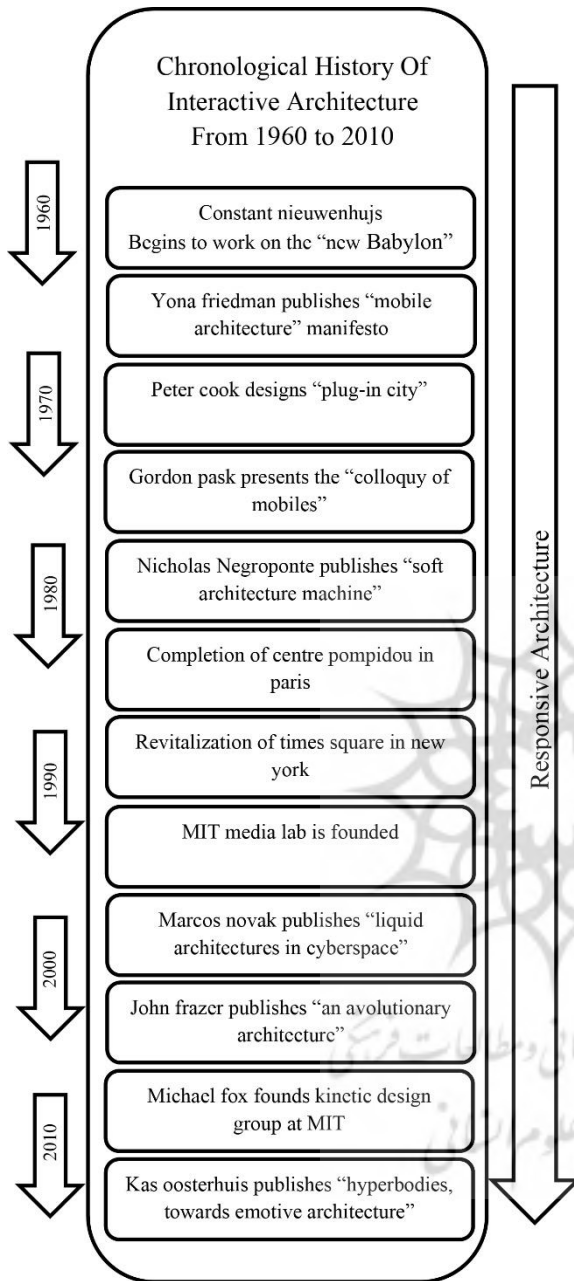 Chronological History Of
Interactive Architecture
From 1960 to 2010
1960
Constant nieuwenhujs
Begins to work on the “new Babylon”
Yona friedman publishes “mobile
architecture” manifesto
1970
Peter cook designs “plug-in city”
Gordon pask presents the “colloquy of
mobiles”
1980
Nicholas Negroponte publishes “soft
architecture machine”
Completion of centre pompidou in
paris
1990
Revitalization of times square in new
york
MIT media lab is founded
2000
Marcos novak publishes “liquid
architectures in cyberspace”
John frazer publishes “an avolutionary
architecture”
2010
Michael fox founds kinetic design
group at MIT
Kas oosterhuis publishes “hyperbodies,
towards emotive architecture”
Responsive Architecture
انی و مطالعات فرہنگی
علوم انسانی